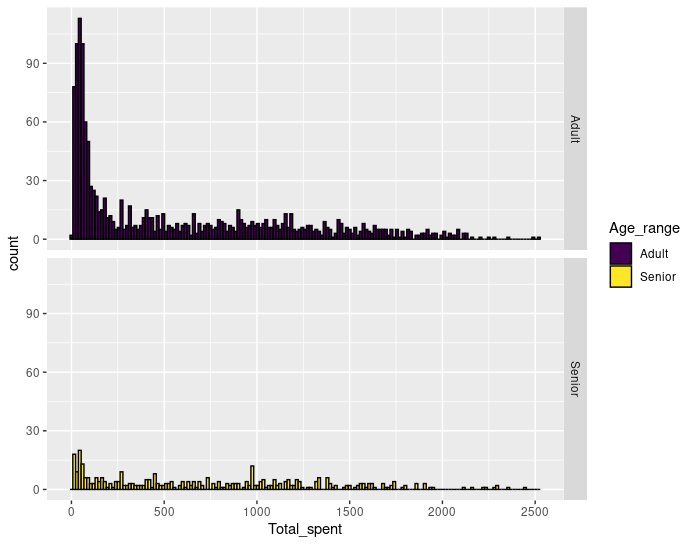 90
60
30
0
Adult
90
60
30
0
Senior
count
0
500
1000
1500
2000
2500
Total_spent
Age_range
Adult
Senior